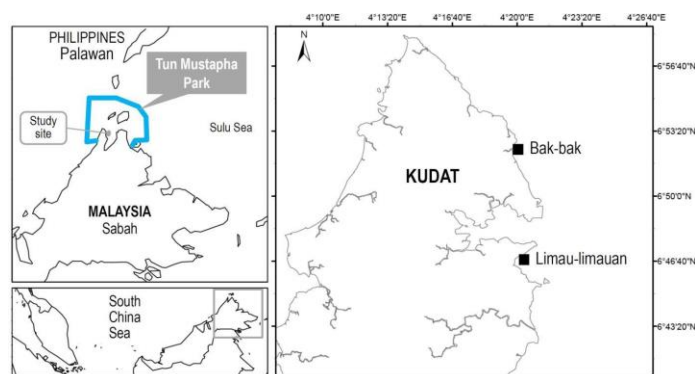 PHILIPPINES
Palawan
Tun Mustapha
Park
Study
site
Sulu Sea
MALAYSIA
Sabah
South
China
Sea
4°10'0"E 4°13'20"E 4°16'40"E 4°20'0"E 4°23'20"E 4°26'40"E
N
6°56'40"N
6°53'20"N
Bak-bak
KUDAT
6°50'0"N
Limau-limauan
6°46'40"N
6°43'20"N